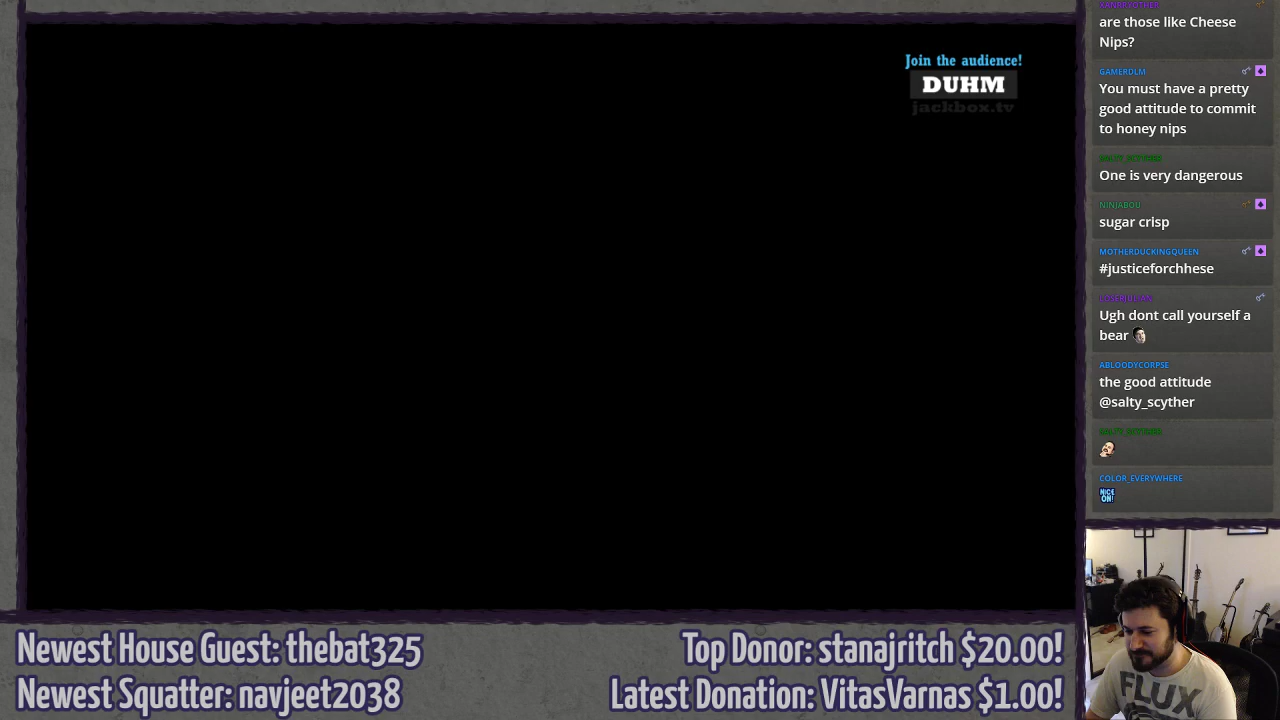 Join the audience!
DUHM
jackbox.tv
XANRRYOTHER
are those like Cheese
Nips?
GAMERDLM
You must have a pretty
good attitude to commit
to honey nips
SALTY_SCYTHER
One is very dangerous
NINJABOU
sugar crisp
MOTHERDUCKINGQUEEN
#justiceforchhese
Ugh dont call yourself a
bear
ABLOODYCORPSE
the good attitude
@salty_scyther
SALTY_SCYTHER
COLOR_EVERYWHERE
NICE
ON!
FLUX
Newest House Guest: thebat325
Newest Squatter: navjeet2038
Top Donor: stanajritch $20.00!
Latest Donation: VitasVarnas $1.00!